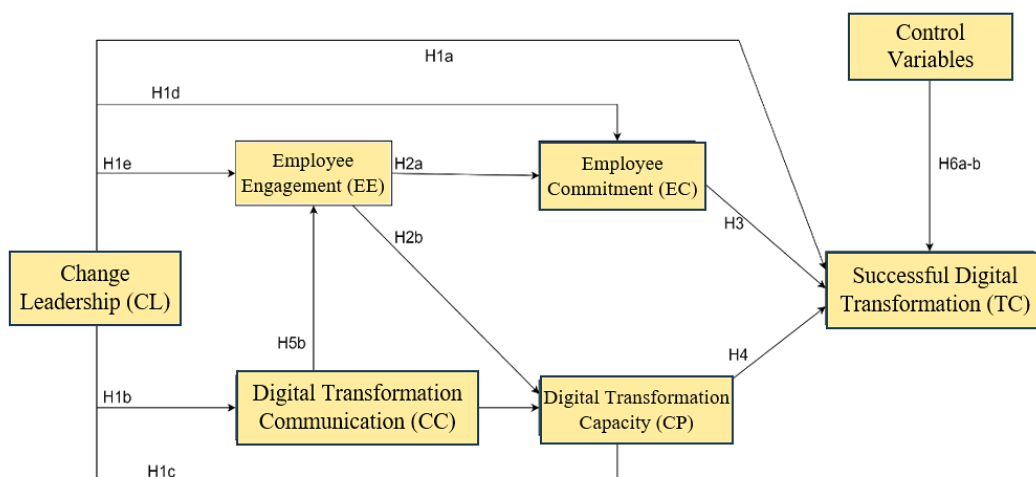 Control
Variables
H1a
H1d
H1e
Employee
Engagement (EE)
H2a
Employee
Commitment (EC)
H6a-b
H2b
H3
Change
Leadership (CL)
Successful Digital
Transformation (TC)
H5b
H4
H1b
Digital Transformation
Communication (CC)
Digital Transformation
Capacity (CP)
H1c